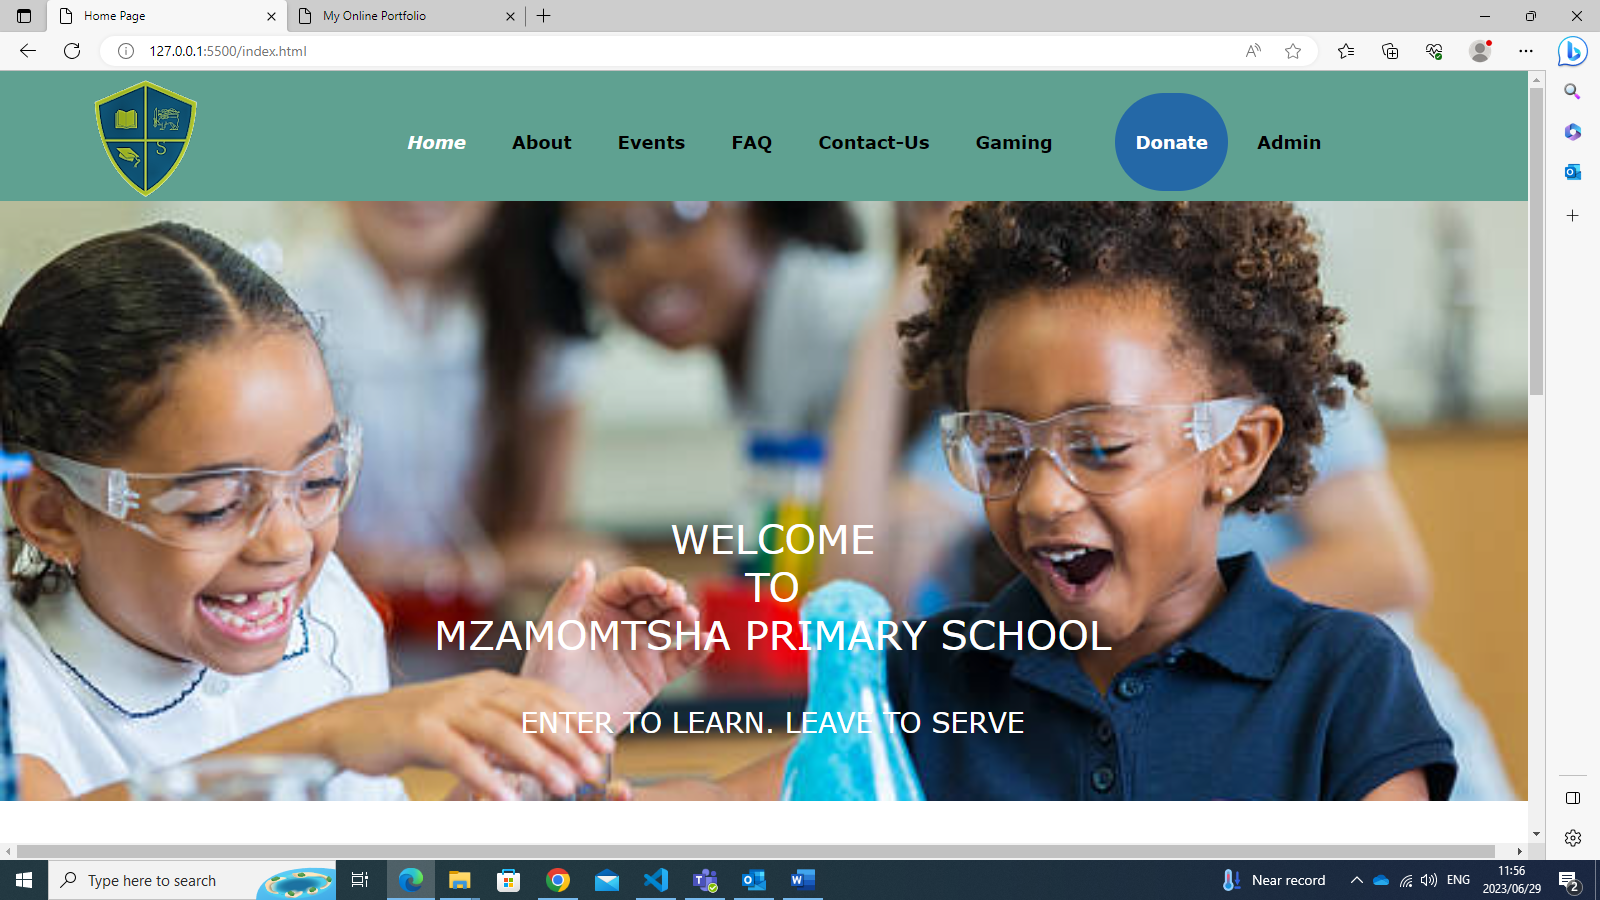 Home Page
My Online Portfolio
127.0.0.1:5500/index.html
S
Home
About
Events
FAQ
Contact-Us
Gaming
Donate
Admin
WELCOME
TO
MZAMOMTSHA PRIMARY SCHOOL
ENTER TO LEARN. LEAVE TO SERVE
Type here to search
Near record
ENG
11:56
2023/06/29
2